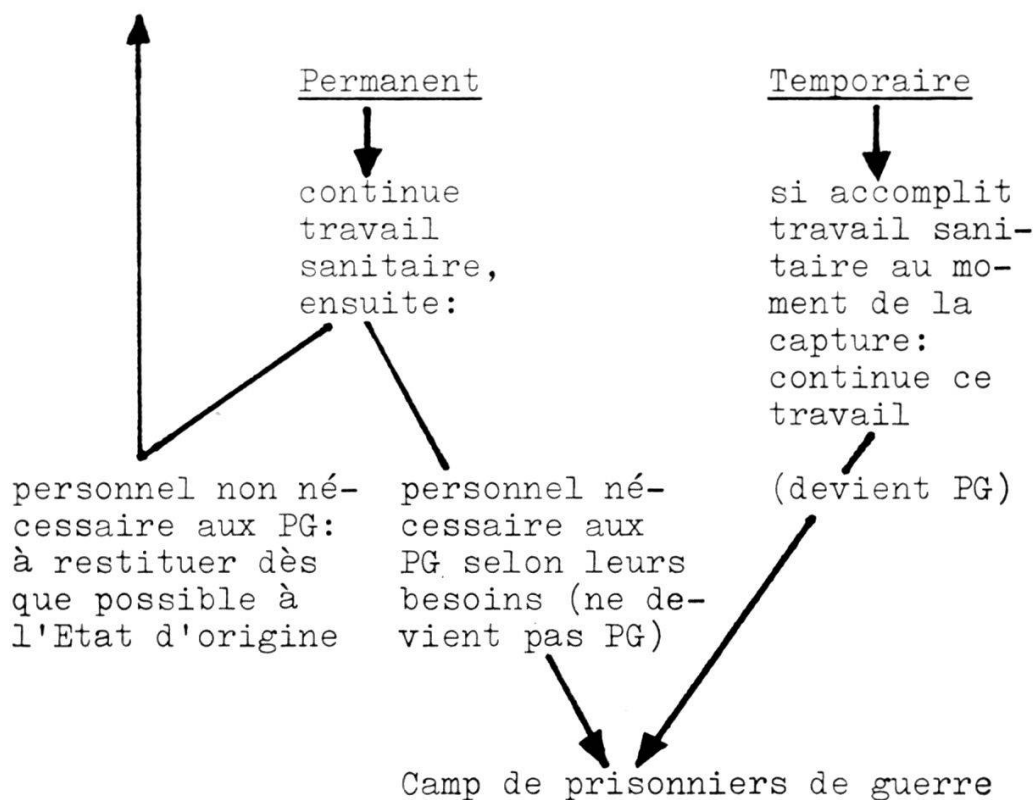 Permanent
Temporaire
continue
travail
sanitaire,
ensuite:
si accomplit
travail sani-
taire au mo-
ment de la
capture:
continue ce
travail
(devient PG)
personnel non né-
cessaire aux PG:
à restituer dès
que possible à
l'Etat d'origine
personnel né-
cessaire aux
PG selon leurs
besoins (ne de-
vient pas PG)
Camp de prisonniers de guerre